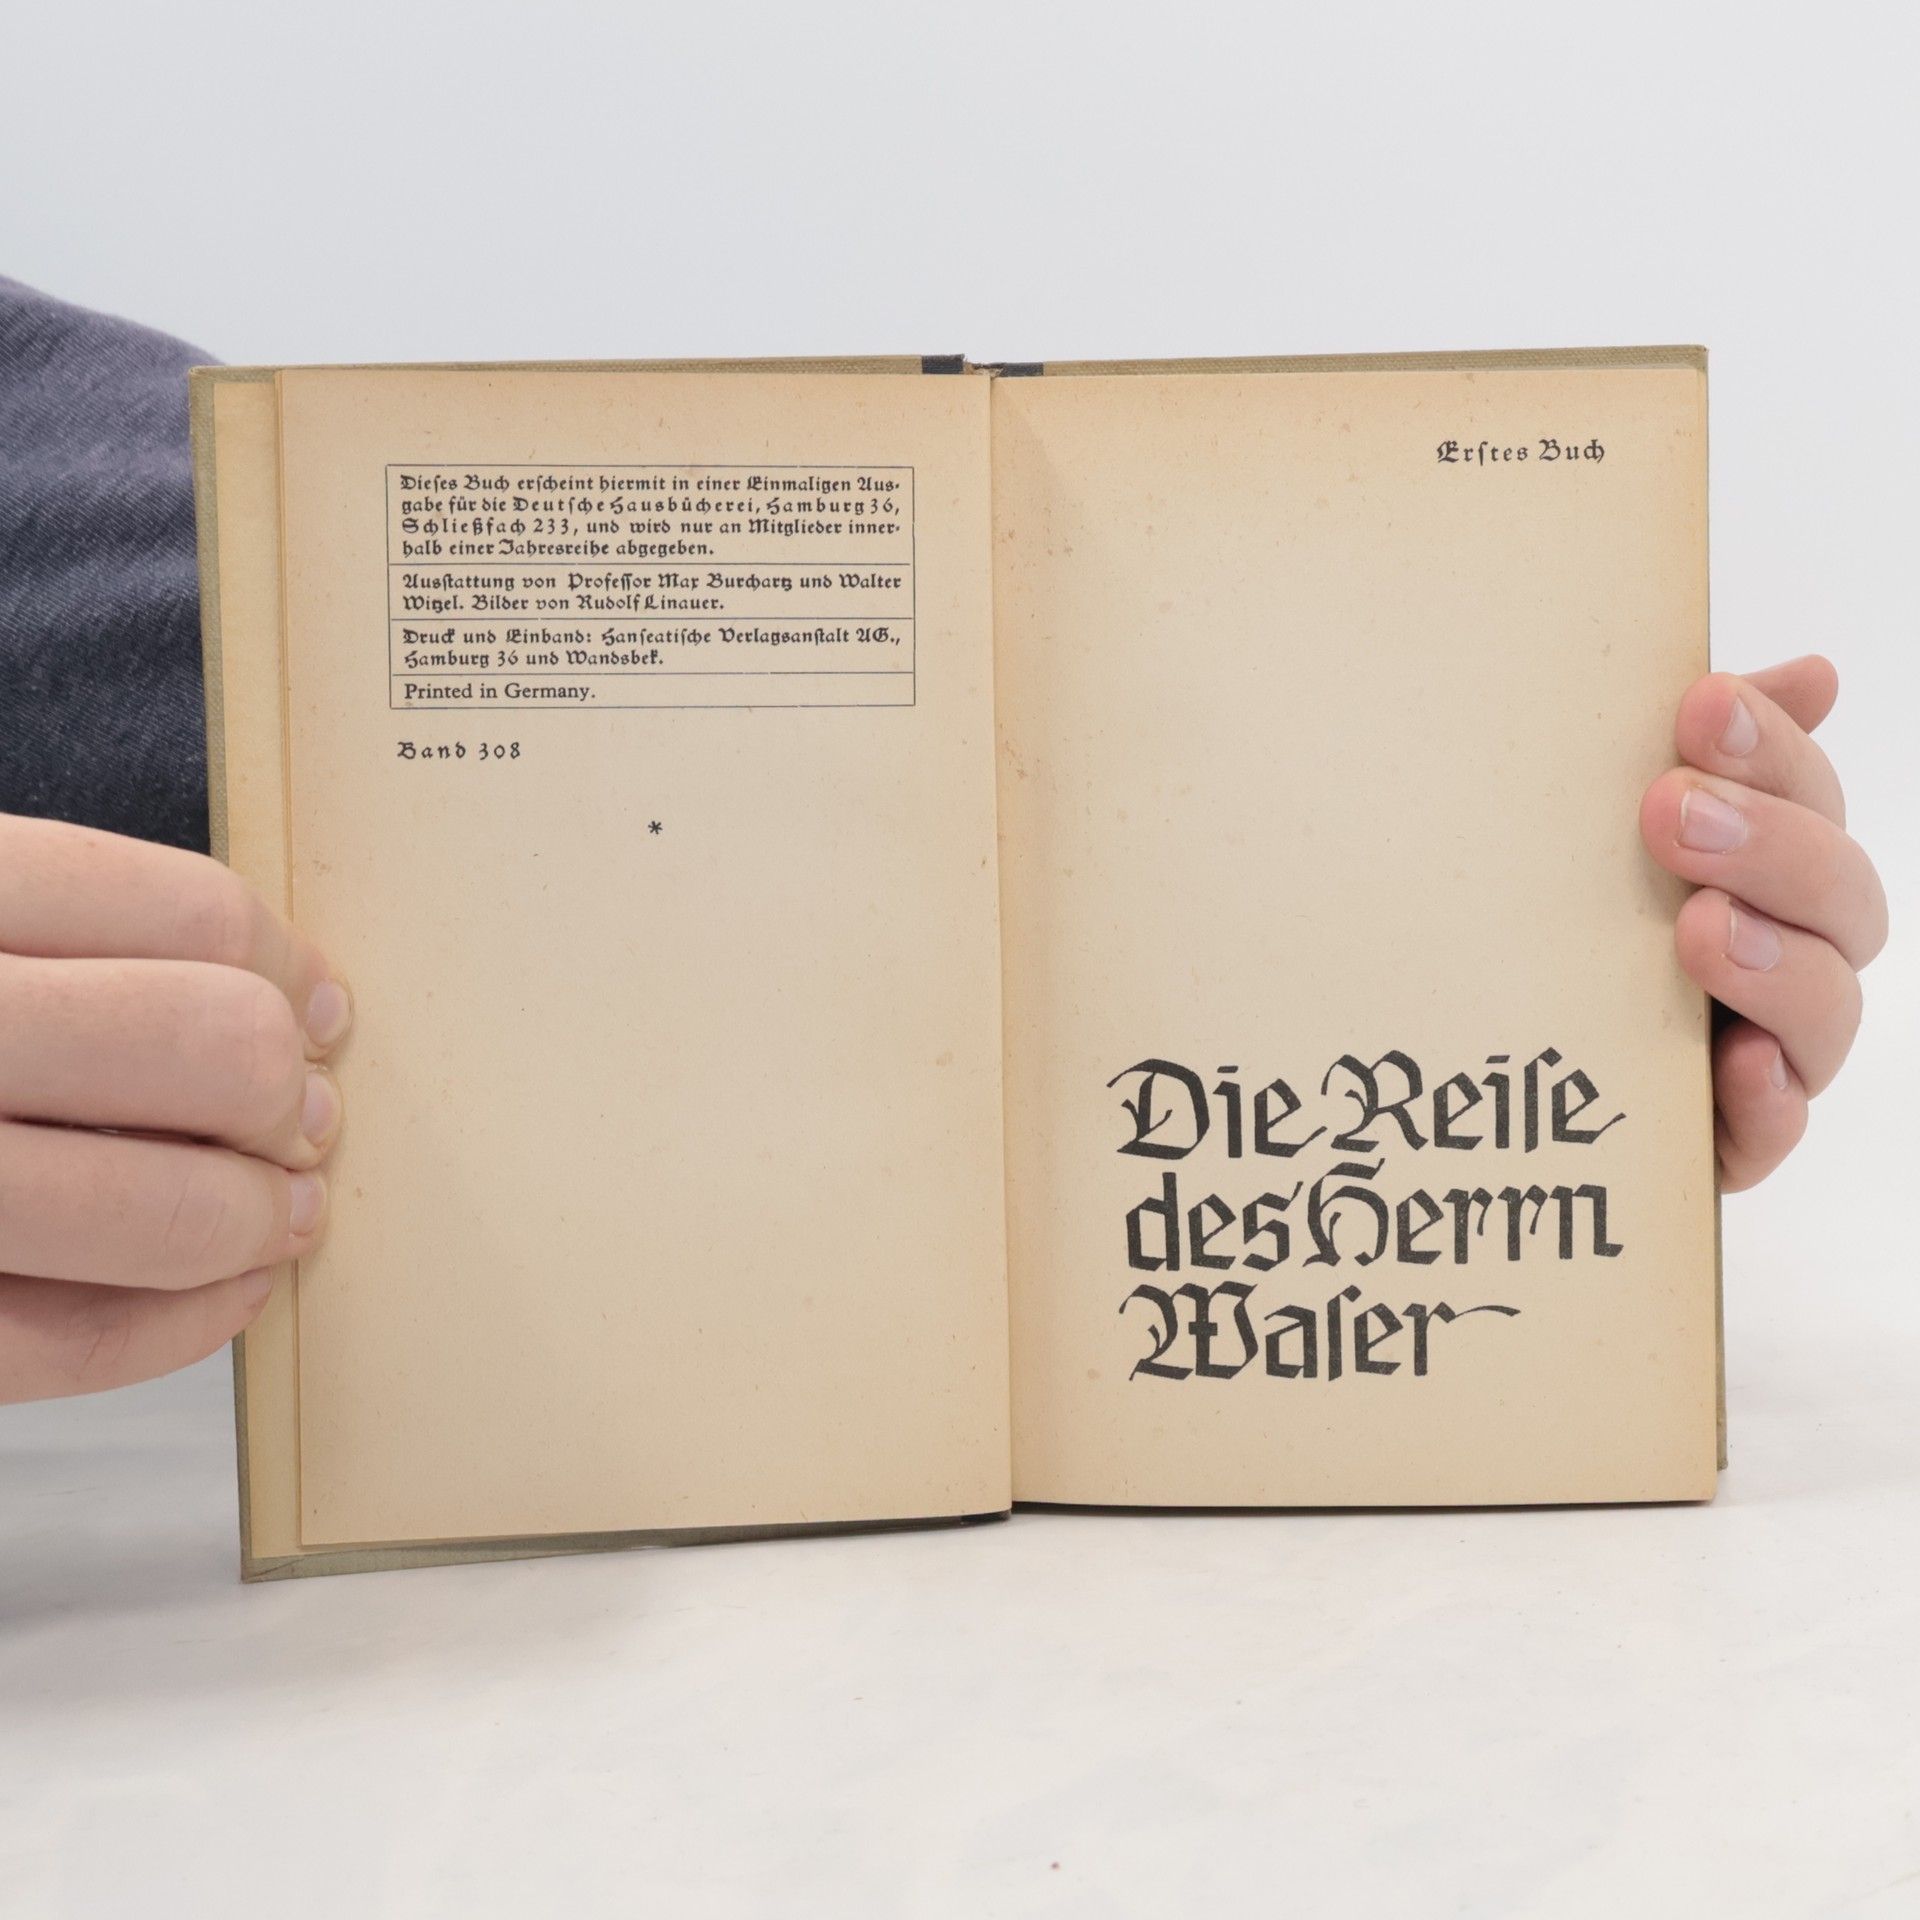 Dieſes Buch erſcheint hiermit in einer Einmaligen Aus-
gabe für die Deutſche Hausbücherei, Hamburg 36,
Schließfach 233, und wird nur an Mitglieder inner-
halb einer Jahresreihe abgegeben.
Ausſtattung von Profeſſor Max Burchartz und Walter
Witzel. Bilder von Rudolf Linauer.
Druck und Einband: Hanſeatiſche Verlagsanſtalt AG.,
Hamburg 36 und Wandsbek.
Printed in Germany.
Band 308
*
Erſtes Buch
Die Reiſe
des Herrn
Waſer